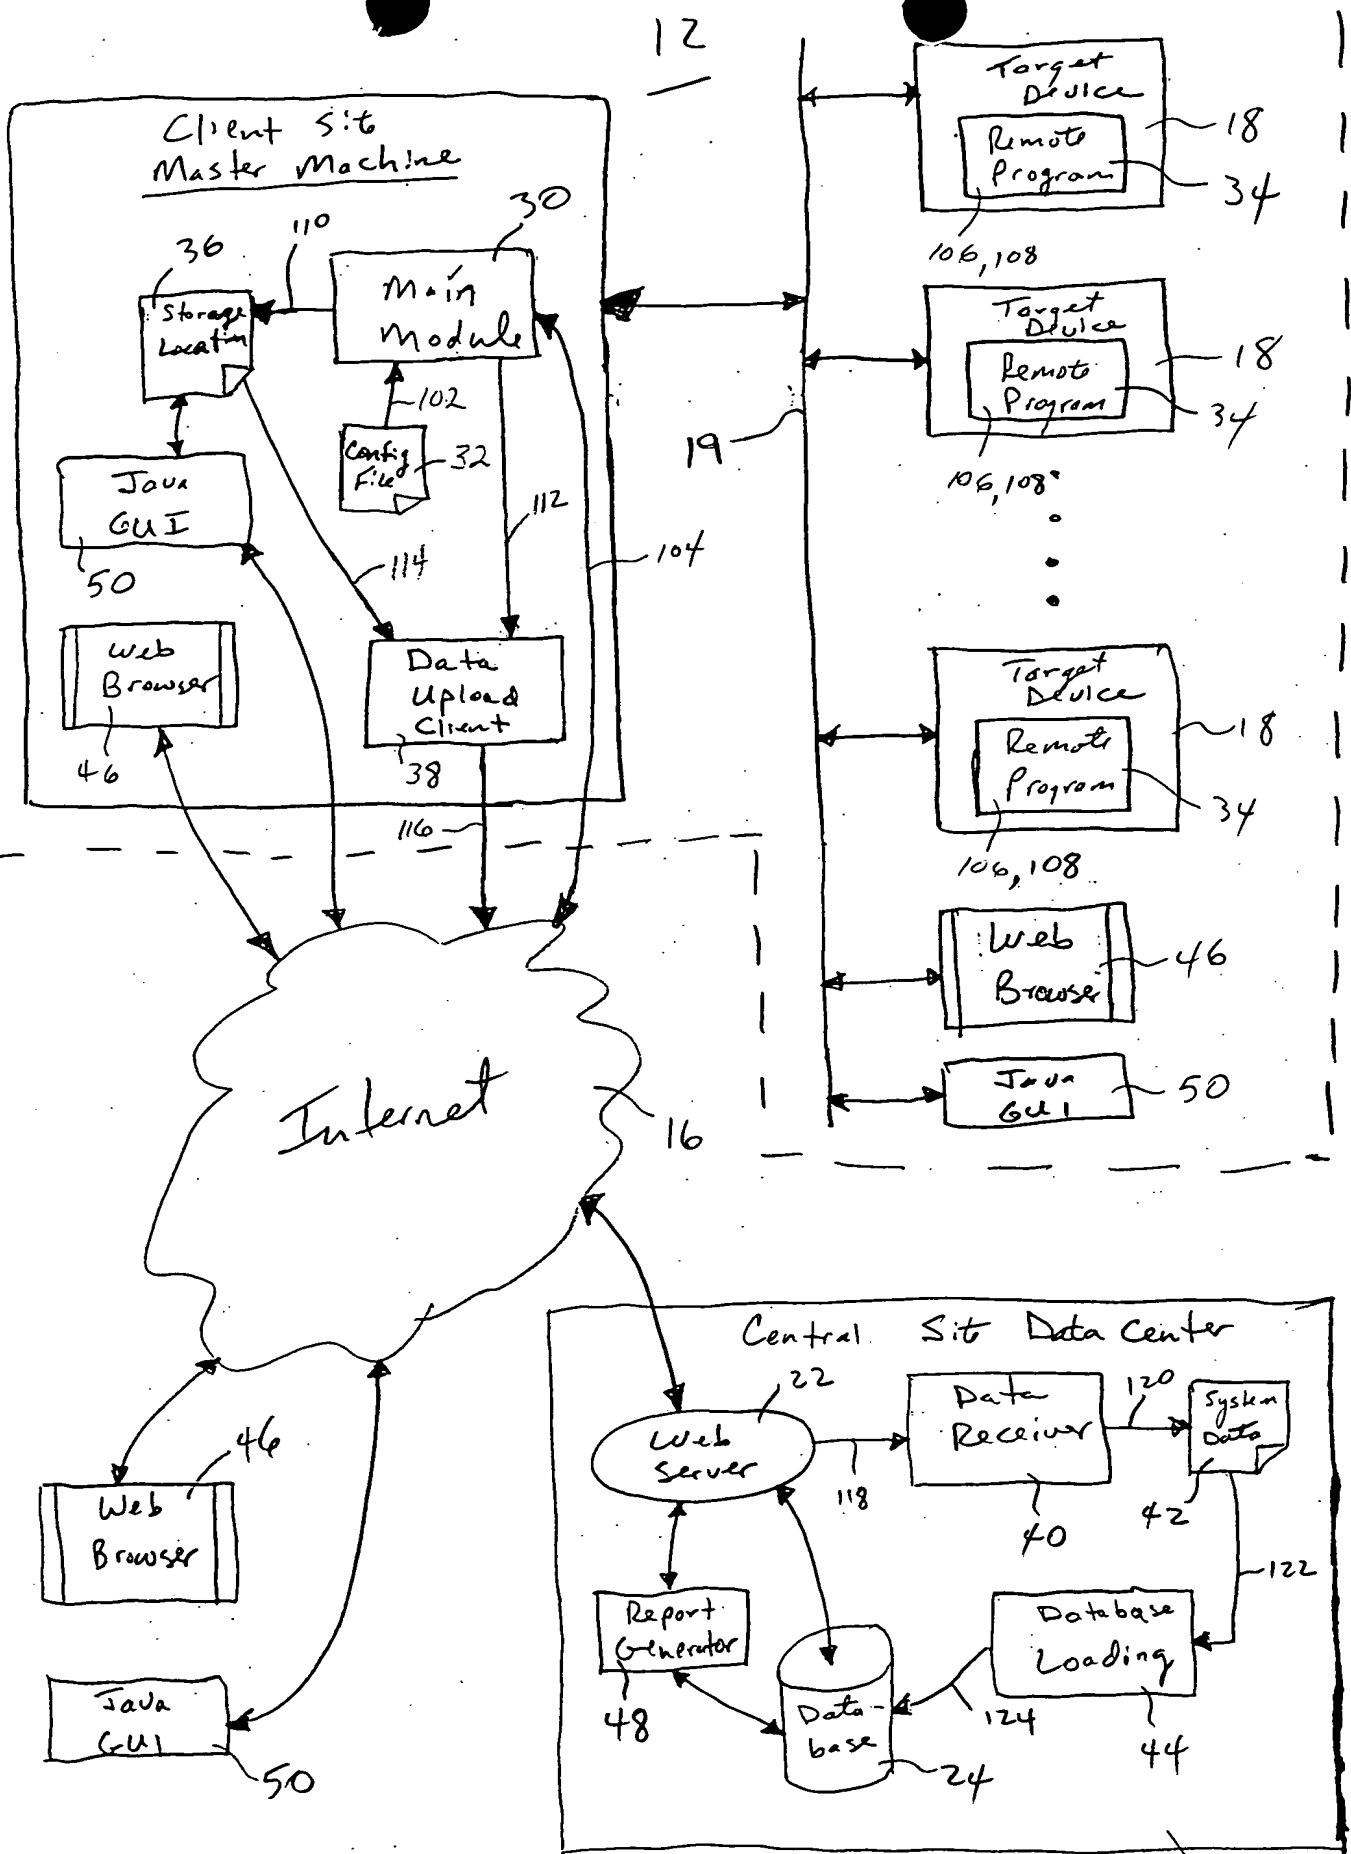 12
Client Site
Master Machine
36
110
30
Storage
Location
Main
Module
102
Config
File
32
Java
GUI
50
112
104
114
Web
Browser
46
Data
Upload
Client
38
116
19
Target
Device
Remote
Program
18
34
106, 108
Target
Device
Remote
Program
18
34
106, 108
Target
Device
Remote
Program
18
34
106, 108
Web
Browser
46
Java
GUI
50
Internet
16
Web
Browser
46
Java
GUI
50
Central Site Data Center
22
Web
Server
118
Data
Receiver
40
120
System
Data
42
122
Report
Generator
48
Data-
base
24
124
Database
Loading
44